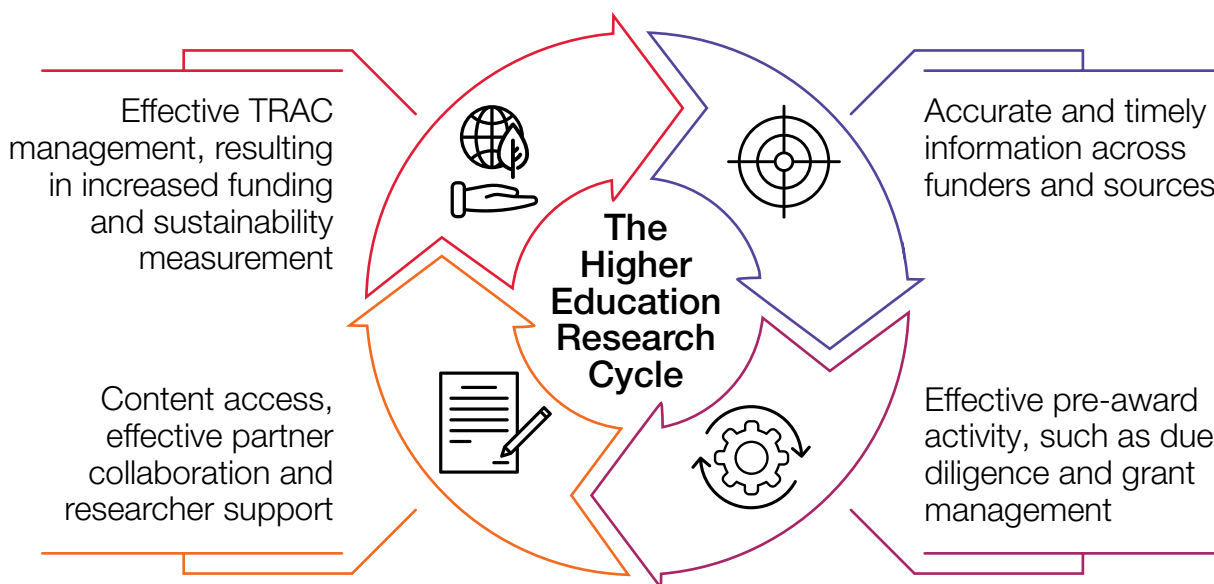 Effective TRAC
management, resulting
in increased funding
and sustainability
measurement
Accurate and timely
information across
funders and sources
The
Higher
Education
Research
Cycle
Content access,
effective partner
collaboration and
researcher support
Effective pre-award
activity, such as due
diligence and grant
management